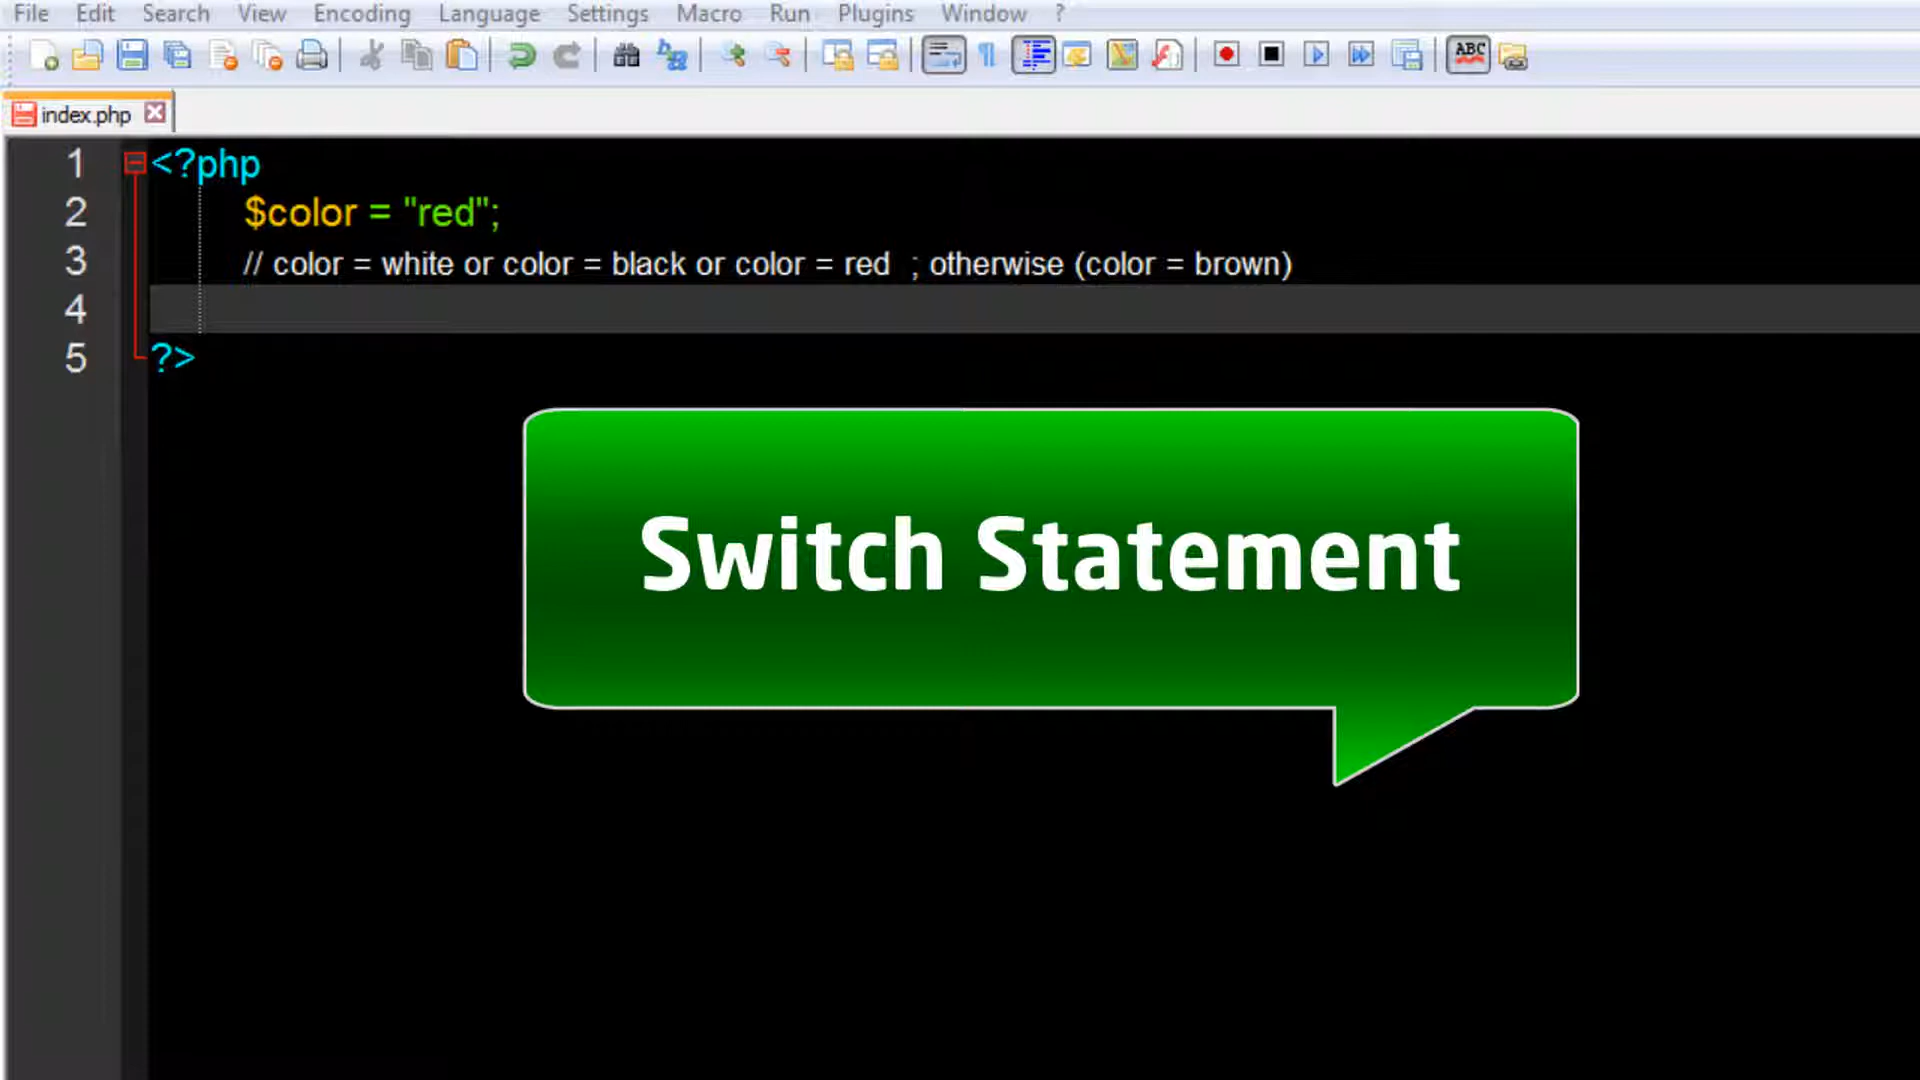 File Edit Search View Encoding Language Settings Macro Run Plugins Window ?
ABC
index.php
1 <?php
2 $color = "red";
3 // color = white or color = black or color = red ; otherwise (color = brown)
4
5 ?>
Switch Statement